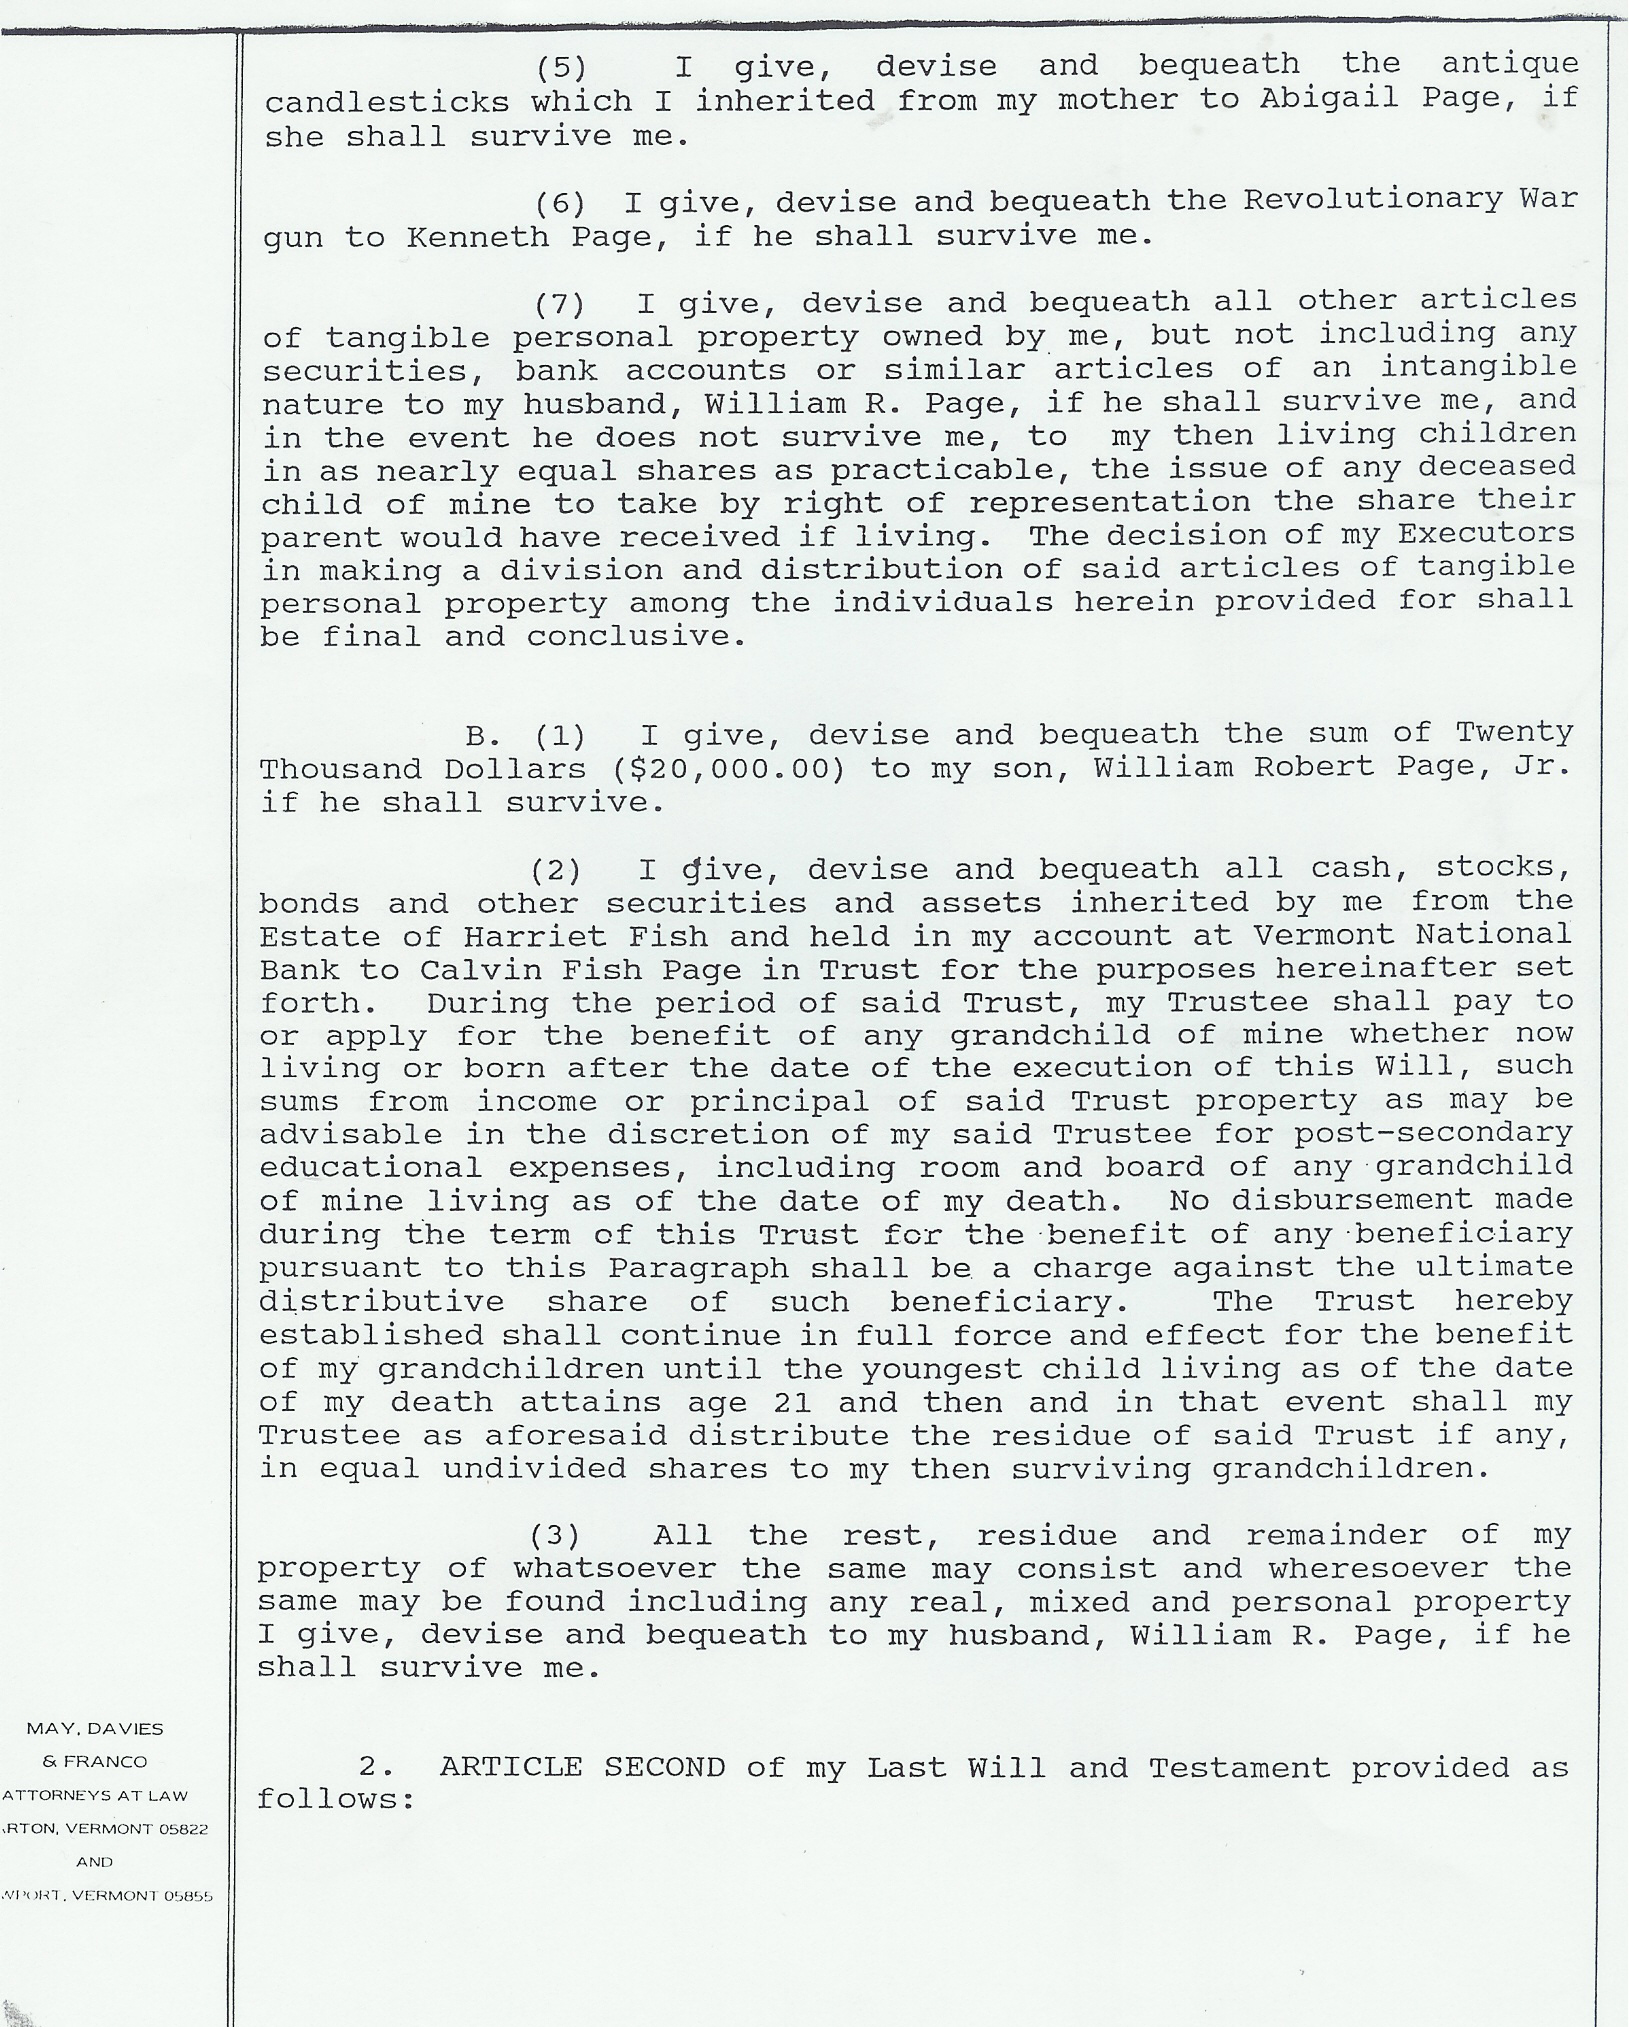 (5) I give, devise and bequeath the antique
candlesticks which I inherited from my mother to Abigail Page, if
she shall survive me.
(6) I give, devise and bequeath the Revolutionary War
gun to Kenneth Page, if he shall survive me.
(7) I give, devise and bequeath all other articles
of tangible personal property owned by me, but not including any
securities, bank accounts or similar articles of an intangible
nature to my husband, William R. Page, if he shall survive me, and
in the event he does not survive me, to my then living children
in as nearly equal shares as practicable, the issue of any deceased
child of mine to take by right of representation the share their
parent would have received if living. The decision of my Executors
in making a division and distribution of said articles of tangible
personal property among the individuals herein provided for shall
be final and conclusive.
B. (1) I give, devise and bequeath the sum of Twenty
Thousand Dollars ($20,000.00) to my son, William Robert Page, Jr.
if he shall survive.
(2) I give, devise and bequeath all cash, stocks,
bonds and other securities and assets inherited by me from the
Estate of Harriet Fish and held in my account at Vermont National
Bank to Calvin Fish Page in Trust for the purposes hereinafter set
forth. During the period of said Trust, my Trustee shall pay to
or apply for the benefit of any grandchild of mine whether now
living or born after the date of the execution of this Will, such
sums from income or principal of said Trust property as may be
advisable in the discretion of my said Trustee for post-secondary
educational expenses, including room and board of any grandchild
of mine living as of the date of my death. No disbursement made
during the term of this Trust for the benefit of any beneficiary
pursuant to this Paragraph shall be a charge against the ultimate
distributive share of such beneficiary. The Trust hereby
established shall continue in full force and effect for the benefit
of my grandchildren until the youngest child living as of the date
of my death attains age 21 and then and in that event shall my
Trustee as aforesaid distribute the residue of said Trust if any,
in equal undivided shares to my then surviving grandchildren.
(3) All the rest, residue and remainder of my
property of whatsoever the same may consist and wheresoever the
same may be found including any real, mixed and personal property
I give, devise and bequeath to my husband, William R. Page, if he
shall survive me.
2. ARTICLE SECOND of my Last Will and Testament provided as
follows:
MAY, DAVIES
& FRANCO
ATTORNEYS AT LAW
RTON, VERMONT 05822
AND
WPORT, VERMONT 05855